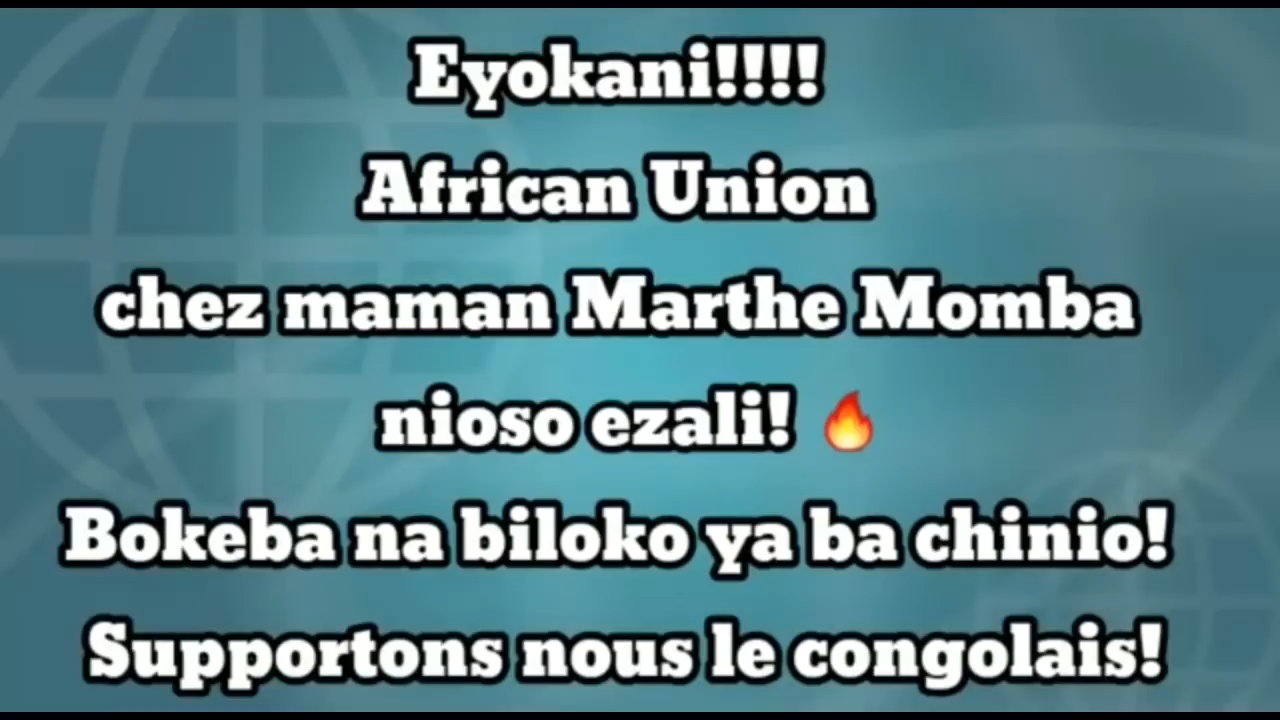 Eyokani!!!!
African Union
chez maman Marthe Momba
nioso ezali! 🔥
Bokeba na biloko ya ba chinio!
Supportons nous le congolais!